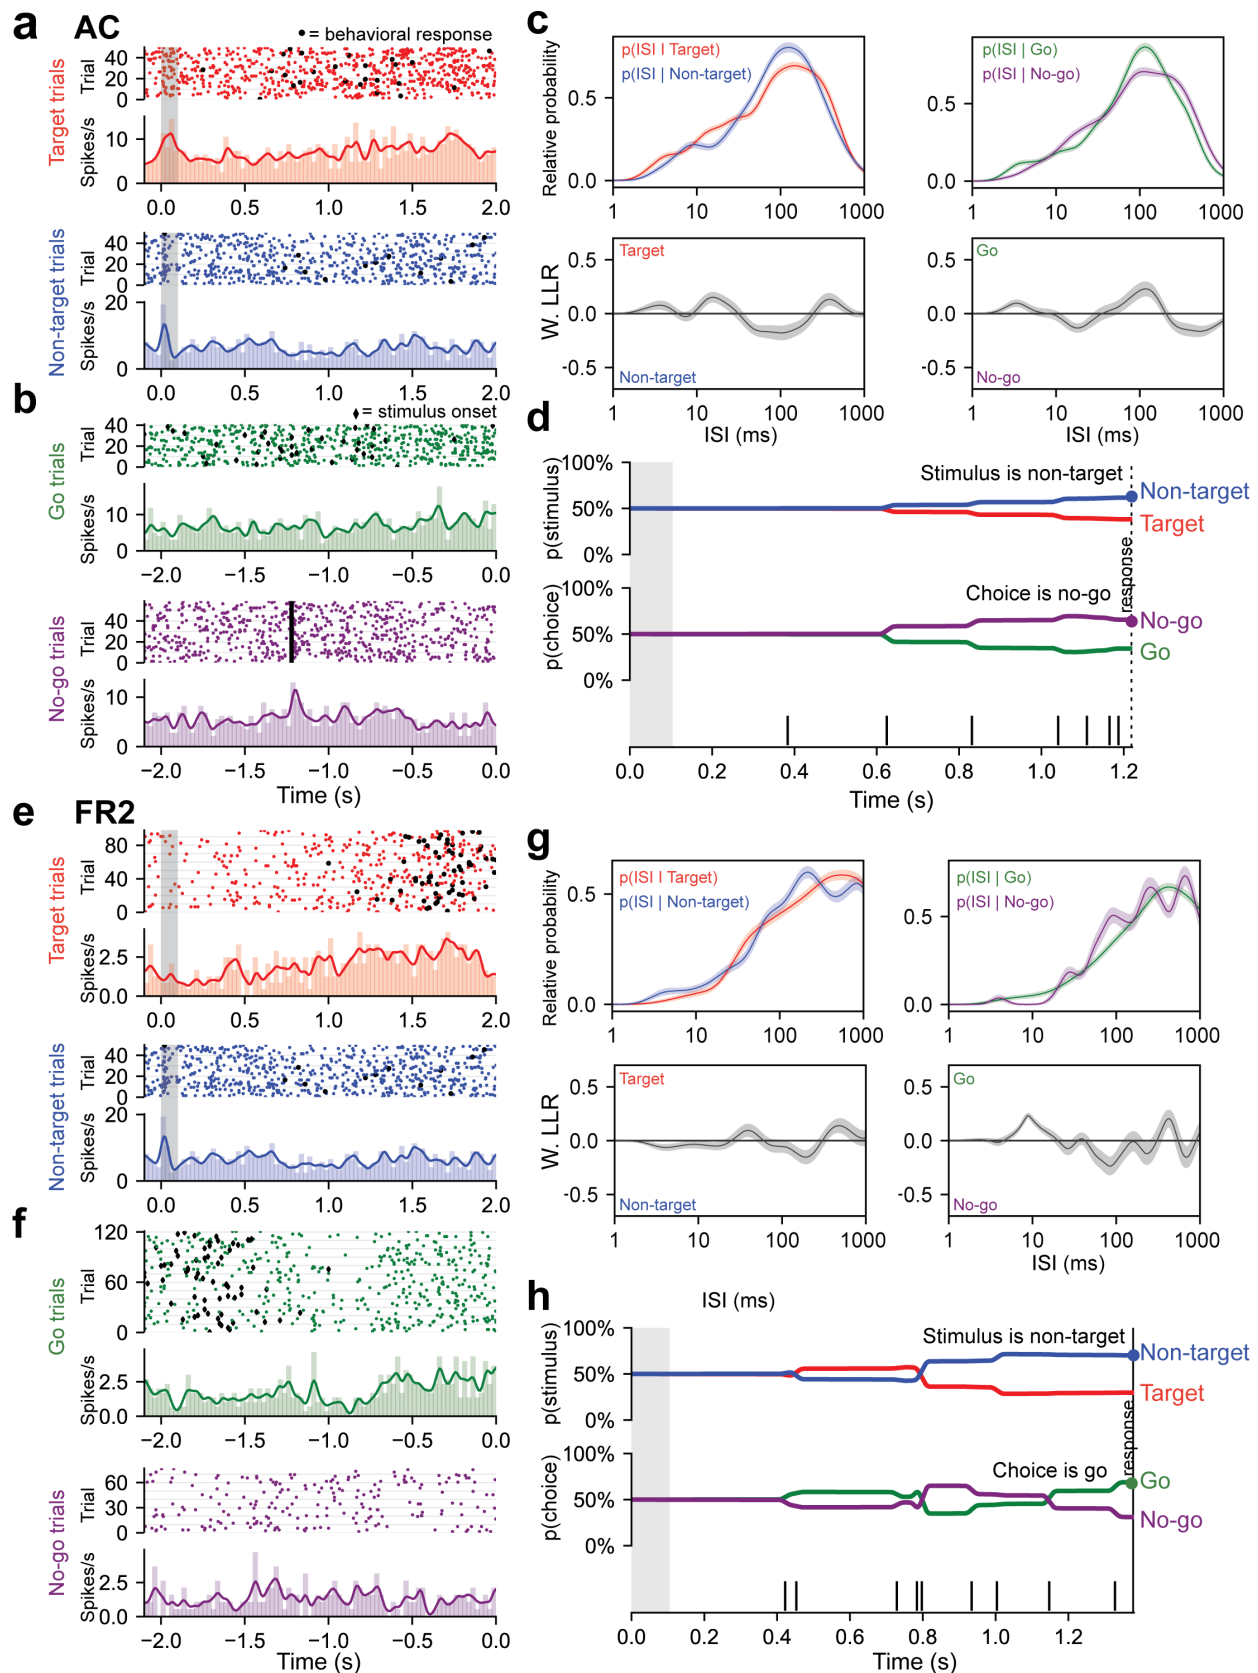 a AC
● = behavioral response
Target trials
Trial
40
20
0
Spikes/s
10
0
0.0 0.5 1.0 1.5 2.0
Non-target trials
Trial
40
20
0
Spikes/s
20
0
0.0 0.5 1.0 1.5 2.0
b
♦ = stimulus onset
Go trials
Trial
40
20
0
Spikes/s
10
0
−2.0 −1.5 −1.0 −0.5 0.0
No-go trials
Trial
40
20
0
Spikes/s
10
0
−2.0 −1.5 −1.0 −0.5 0.0
Time (s)
c
Relative probability
p(ISI I Target)
p(ISI | Non-target)
0.5
0.0
1 10 100 1000
p(ISI | Go)
p(ISI | No-go)
0.5
0.0
1 10 100 1000
W. LLR
Target
Non-target
0.5
0.0
-0.5
1 10 100 1000
ISI (ms)
Go
No-go
0.5
0.0
-0.5
1 10 100 1000
d
p(stimulus)
100%
50%
0%
Stimulus is non-target
Non-target
Target
p(choice)
100%
50%
0%
Choice is no-go
response
No-go
Go
0.0 0.2 0.4 0.6 0.8 1.0 1.2
Time (s)
e FR2
Target trials
Trial
80
40
0
Spikes/s
2.5
0.0
0.0 0.5 1.0 1.5 2.0
Non-target trials
Trial
40
20
0
Spikes/s
20
0
0.0 0.5 1.0 1.5 2.0
f
Go trials
Trial
120
60
0
Spikes/s
2.5
0.0
−2.0 −1.5 −1.0 −0.5 0.0
No-go trials
Trial
60
30
0
Spikes/s
2.5
0.0
−2.0 −1.5 −1.0 −0.5 0.0
Time (s)
g
Relative probability
p(ISI I Target)
p(ISI | Non-target)
0.5
0.0
1 10 100 1000
p(ISI | Go)
p(ISI | No-go)
0.5
0.0
1 10 100 1000
W. LLR
Target
Non-target
0.5
0.0
-0.5
1 10 100 1000
ISI (ms)
Go
No-go
0.5
0.0
-0.5
1 10 100 1000
ISI (ms)
h
p(stimulus)
100%
50%
0%
Stimulus is non-target
Non-target
Target
p(choice)
100%
50%
0%
Choice is go
response
Go
No-go
0.0 0.2 0.4 0.6 0.8 1.0 1.2
Time (s)